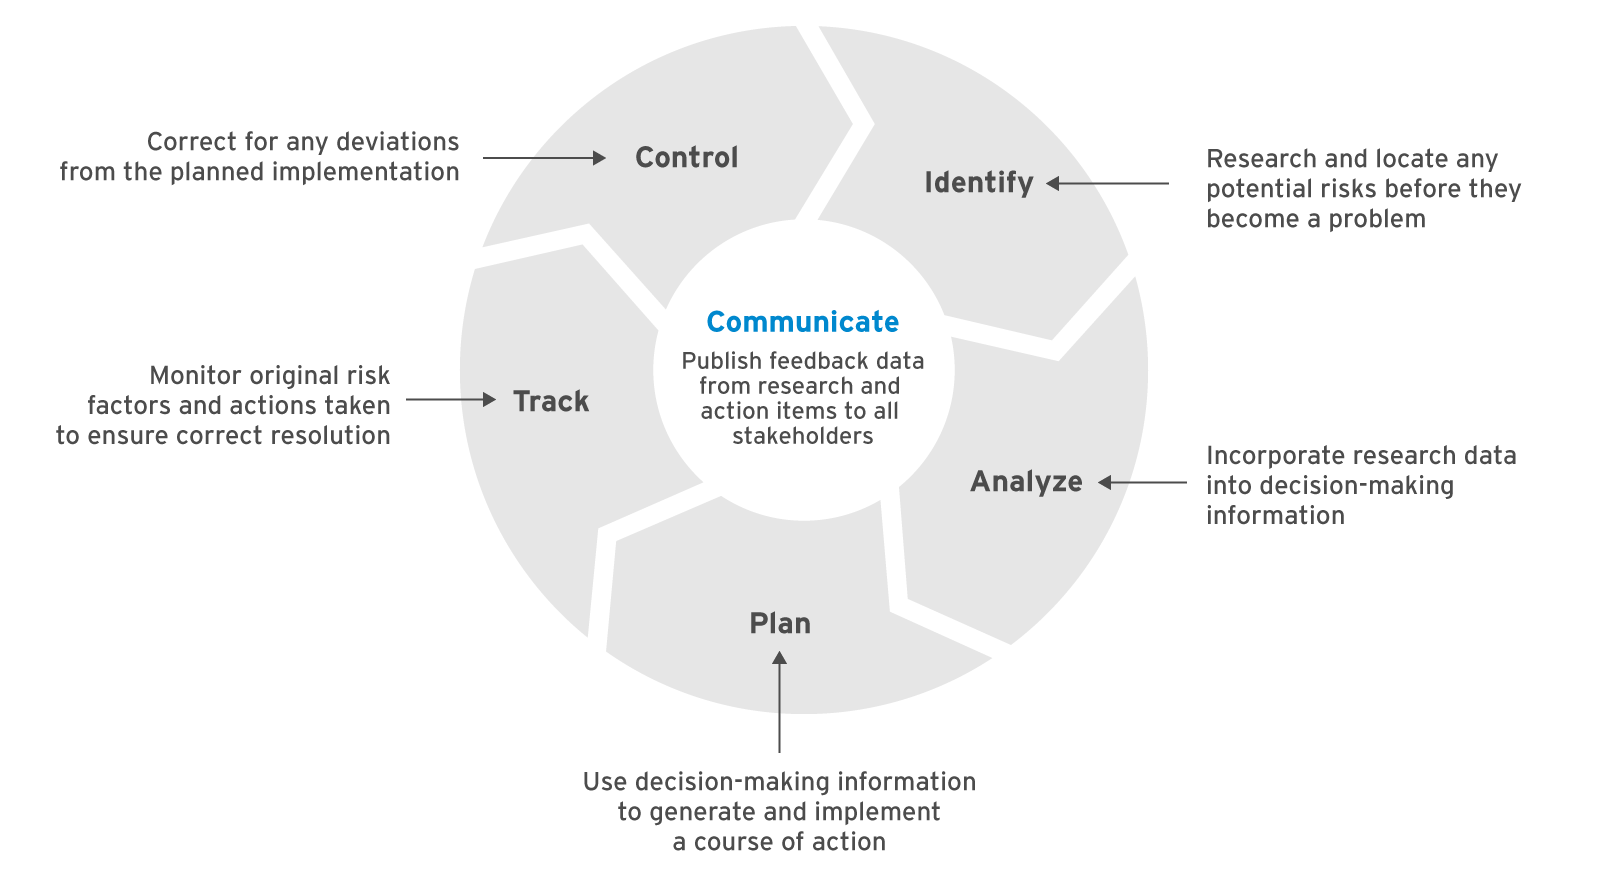 Control
Correct for any deviations
from the planned implementation
Identify
Research and locate any
potential risks before they
become a problem
Communicate
Publish feedback data
from research and
action items to all
stakeholders
Track
Monitor original risk
factors and actions taken
to ensure correct resolution
Analyze
Incorporate research data
into decision-making
information
Plan
Use decision-making information
to generate and implement
a course of action